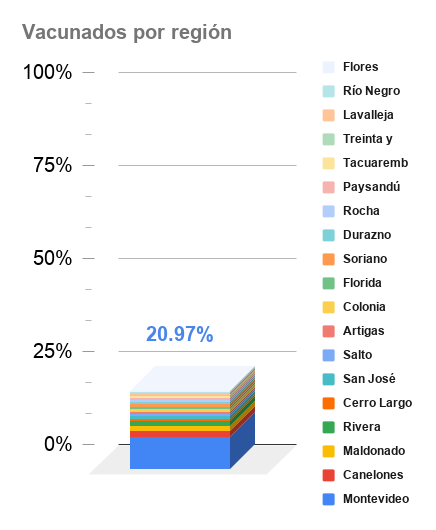 Vacunados por región
100%
75%
50%
25%
0%
20.97%
Flores
Río Negro
Lavalleja
Treinta y
Tacuaremb
Paysandú
Rocha
Durazno
Soriano
Florida
Colonia
Artigas
Salto
San José
Cerro Largo
Rivera
Maldonado
Canelones
Montevideo